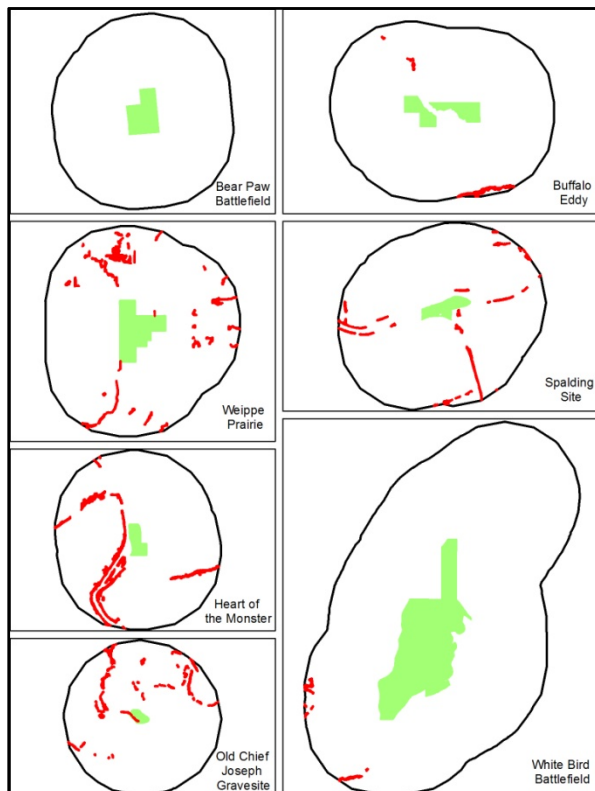 Bear Paw
Battlefield
Buffalo
Eddy
Weippe
Prairie
Spalding
Site
Heart of
the Monster
Old Chief
Joseph
Gravesite
White Bird
Battlefield